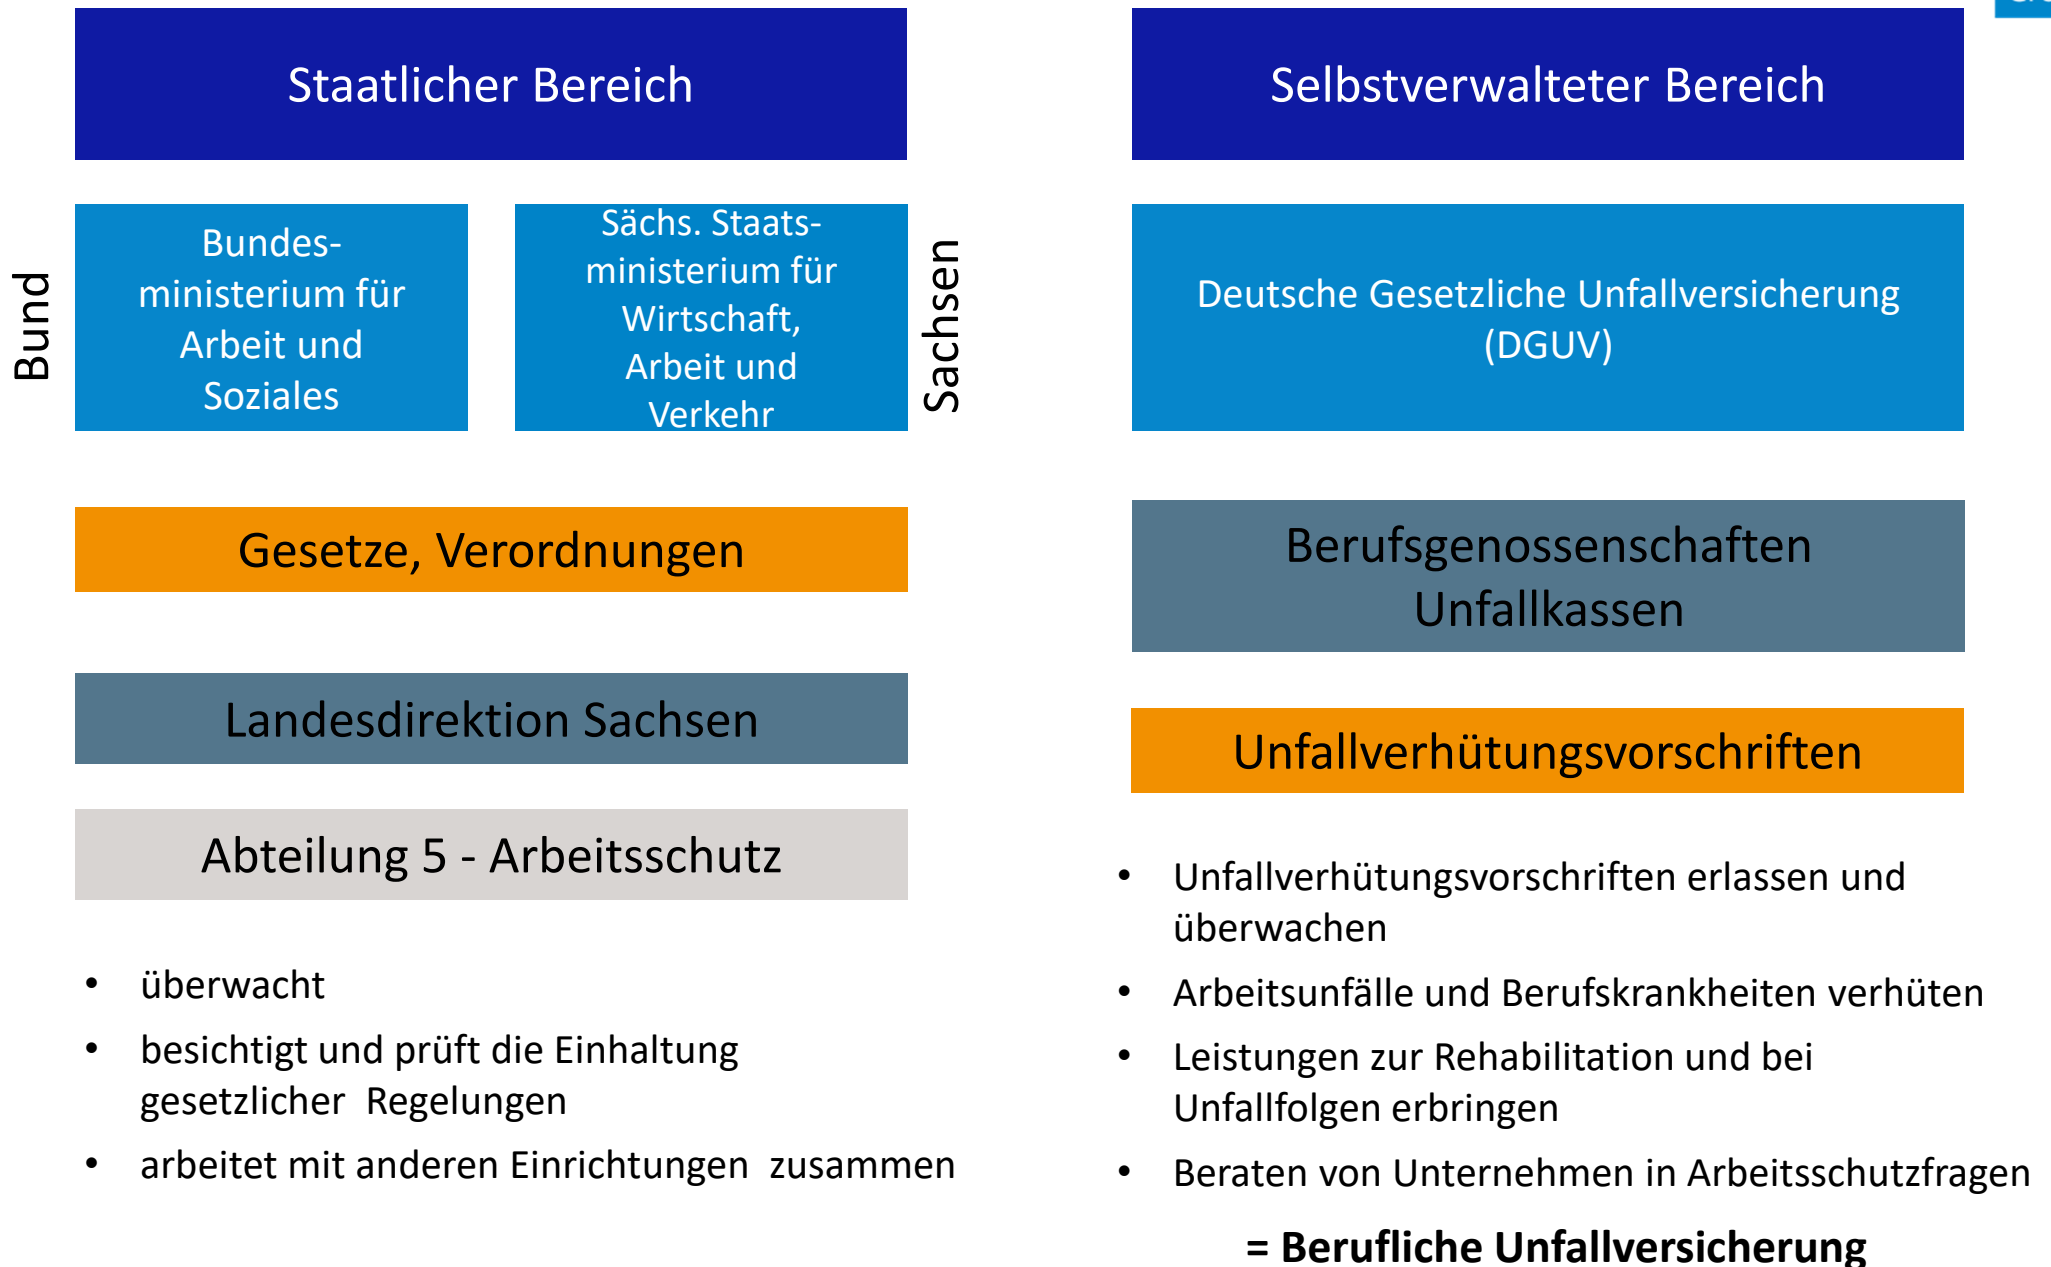 Staatlicher Bereich
Bund
Bundes-
ministerium für
Arbeit und
Soziales
Sächs. Staats-
ministerium für
Wirtschaft,
Arbeit und
Verkehr
Sachsen
Gesetze, Verordnungen
Landesdirektion Sachsen
Abteilung 5 - Arbeitsschutz
• überwacht
• besichtigt und prüft die Einhaltung
gesetzlicher Regelungen
• arbeitet mit anderen Einrichtungen zusammen
Selbstverwalteter Bereich
Deutsche Gesetzliche Unfallversicherung
(DGUV)
Berufsgenossenschaften
Unfallkassen
Unfallverhütungsvorschriften
• Unfallverhütungsvorschriften erlassen und
überwachen
• Arbeitsunfälle und Berufskrankheiten verhüten
• Leistungen zur Rehabilitation und bei
Unfallfolgen erbringen
• Beraten von Unternehmen in Arbeitsschutzfragen
= Berufliche Unfallversicherung